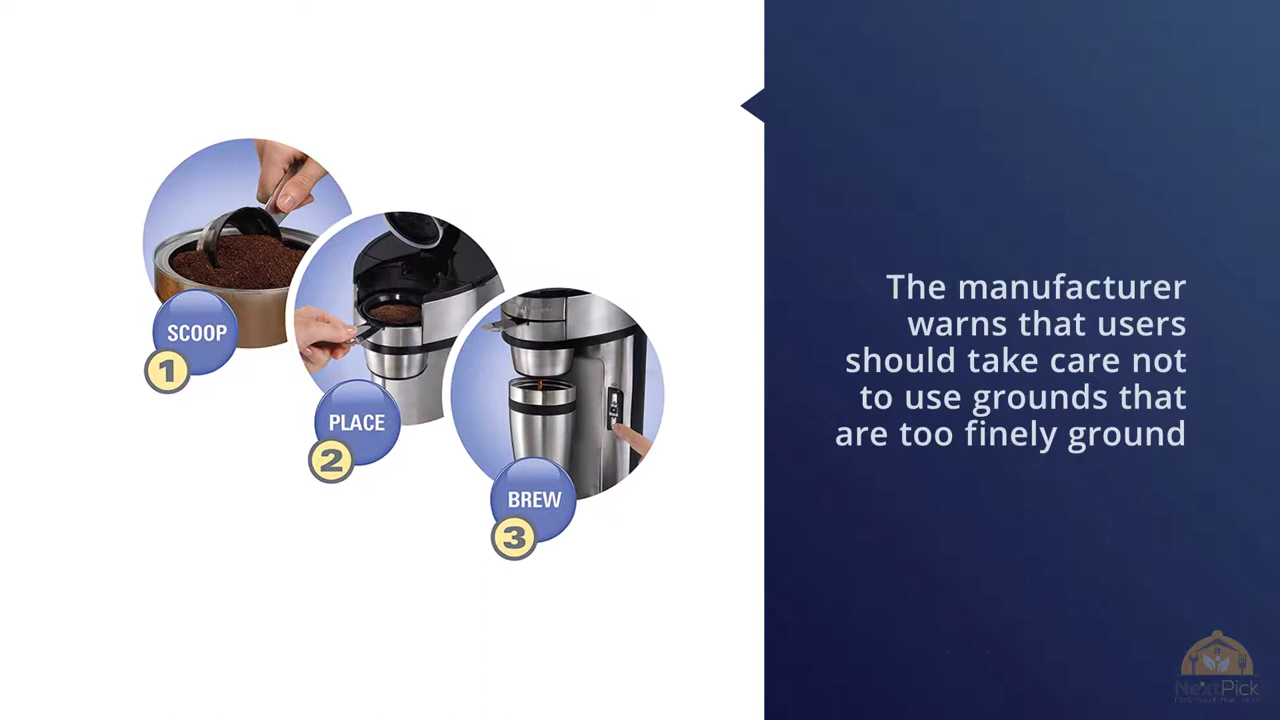 SCOOP
1
PLACE
2
BREW
3
The manufacturer
warns that users
should take care not
to use grounds that
are too finely ground
NextPick